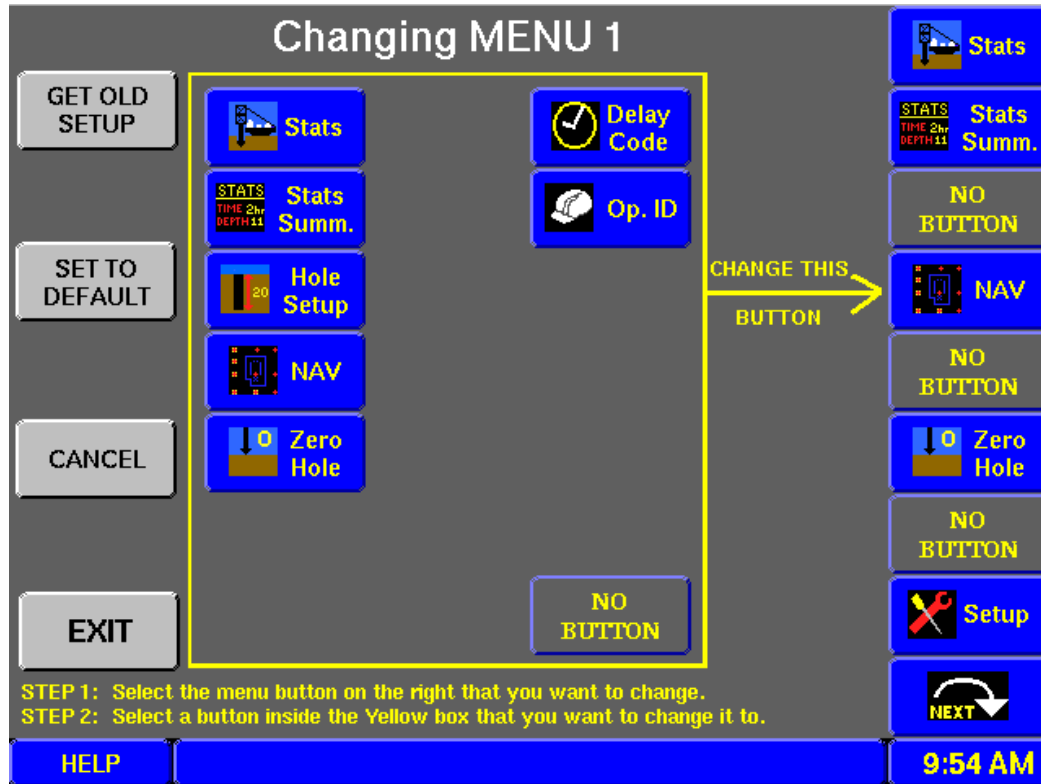 Changing MENU 1
GET OLD
SETUP
SET TO
DEFAULT
CANCEL
EXIT
Stats
STATS
TIME 2hr
DEPTH 11
Stats
Summ.
Hole
Setup
20
NAV
0
Zero
Hole
Delay
Code
Op. ID
NO
BUTTON
CHANGE THIS
BUTTON
Stats
STATS
TIME 2hr
DEPTH 11
Stats
Summ.
NO
BUTTON
NAV
NO
BUTTON
0
Zero
Hole
NO
BUTTON
Setup
NEXT
STEP 1: Select the menu button on the right that you want to change.
STEP 2: Select a button inside the Yellow box that you want to change it to.
HELP
9:54 AM